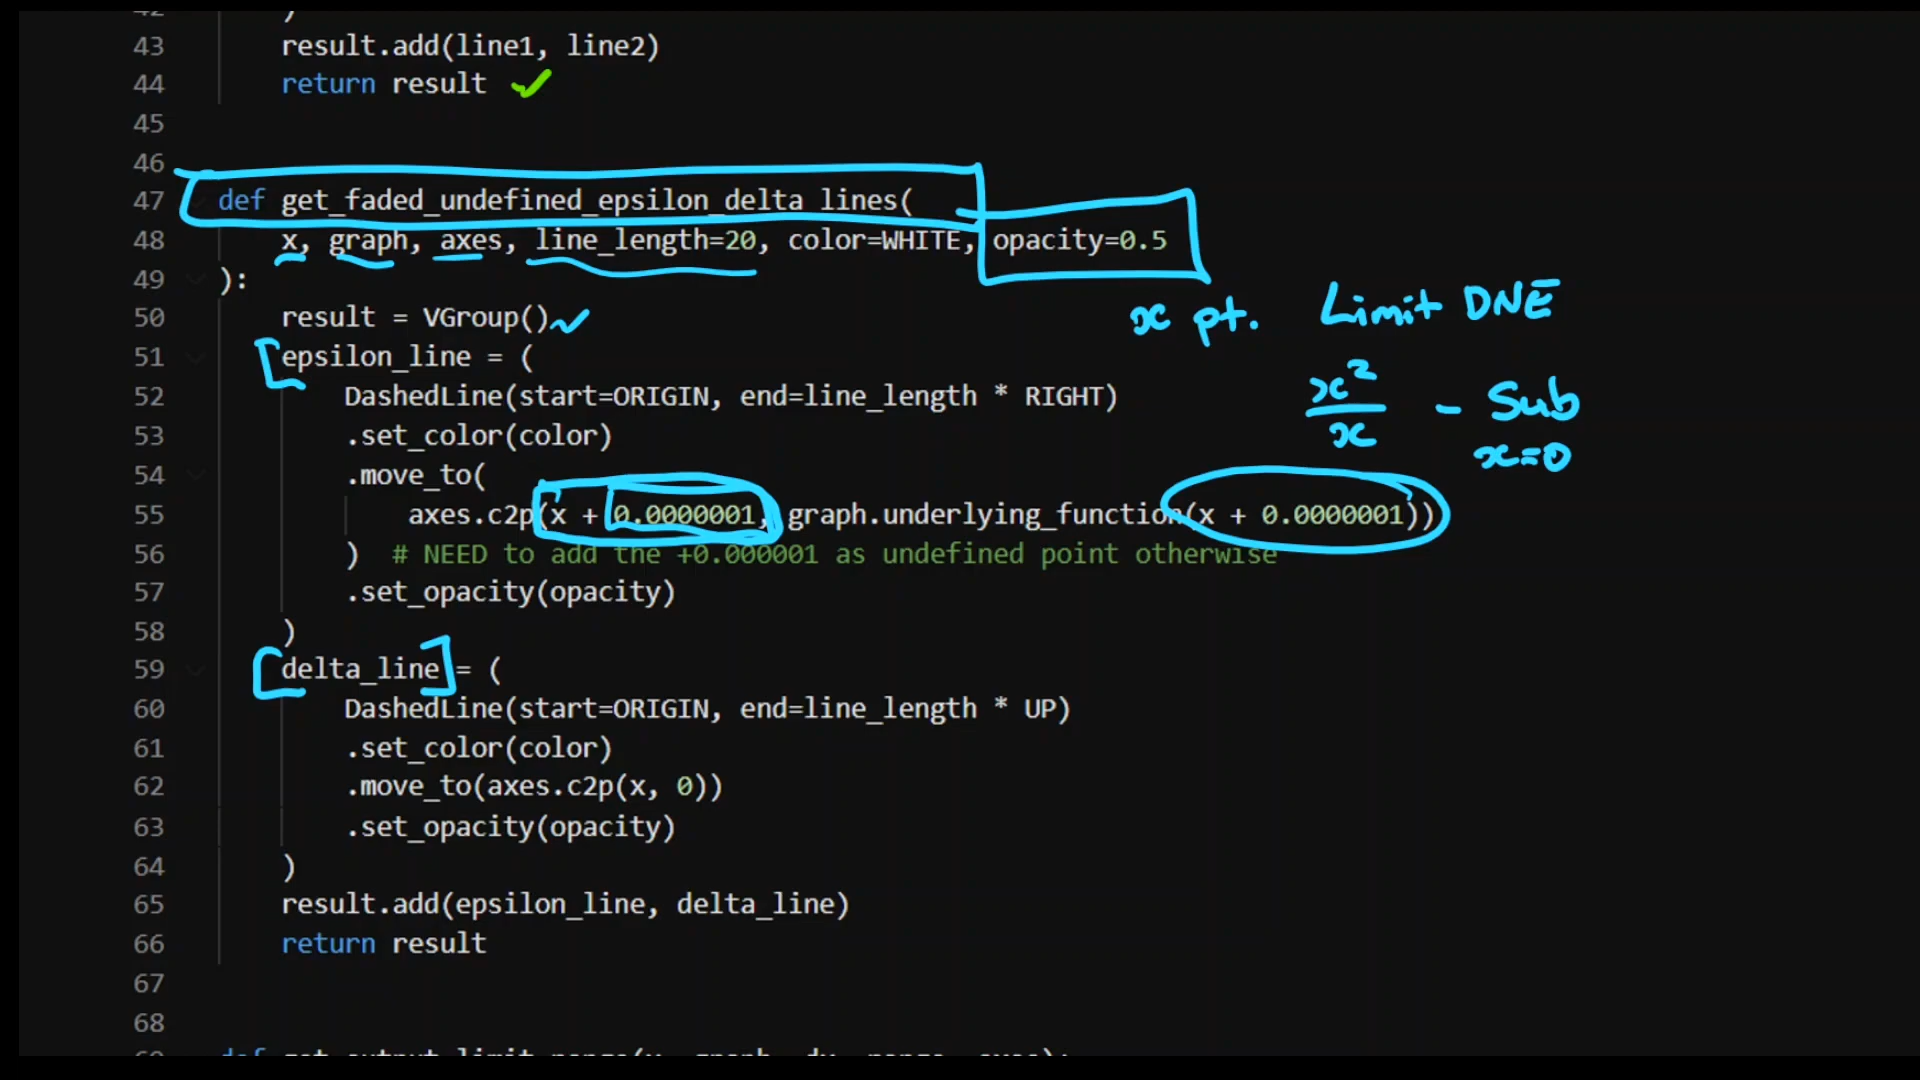 43 result.add(line1, line2)
44 return result
45
46
47 def get_faded_undefined_epsilon_delta_lines(
48 x, graph, axes, line_length=20, color=WHITE, opacity=0.5
49 ):
x pt. Limit DNE
50 result = VGroup()
51 epsilon_line = (
52 DashedLine(start=ORIGIN, end=line_length * RIGHT)
x²
x
- Sub
x=0
53 .set_color(color)
54 .move_to(
55 axes.c2p(x + 0.0000001, graph.underlying_function(x + 0.0000001))
56 ) # NEED to add the +0.000001 as undefined point otherwise
57 .set_opacity(opacity)
58 )
59 delta_line = (
60 DashedLine(start=ORIGIN, end=line_length * UP)
61 .set_color(color)
62 .move_to(axes.c2p(x, 0))
63 .set_opacity(opacity)
64 )
65 result.add(epsilon_line, delta_line)
66 return result
67
68